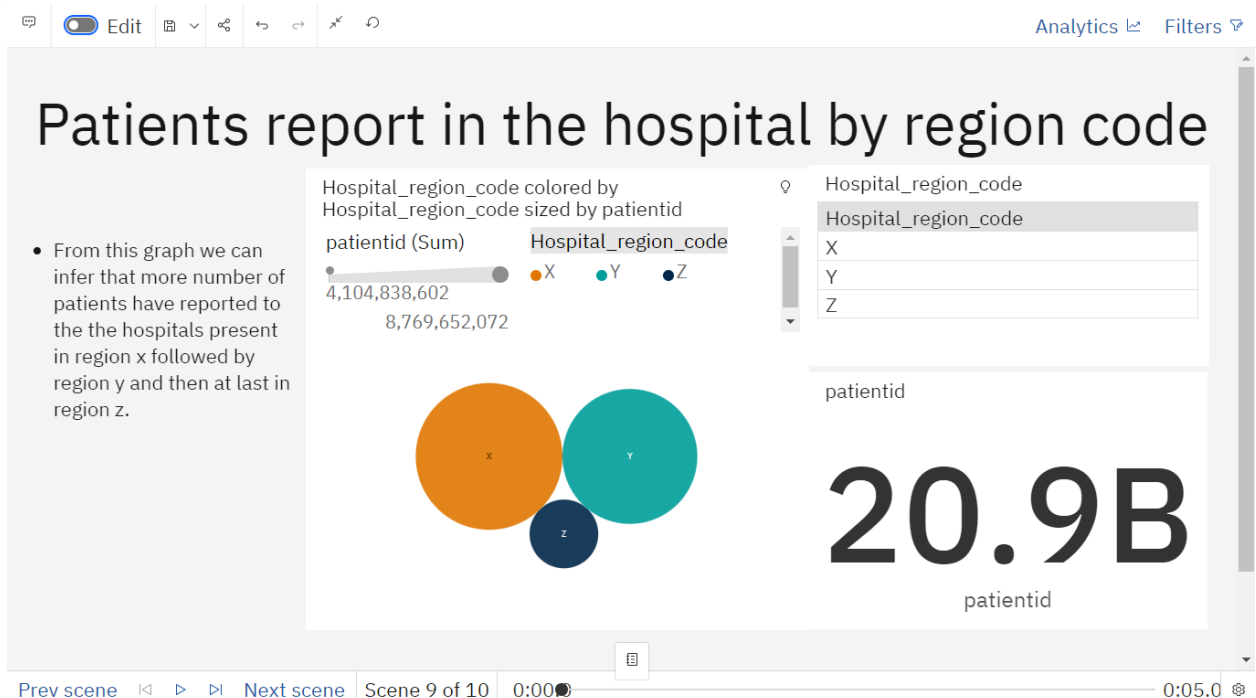 Edit
Analytics
Filters
Patients report in the hospital by region code
• From this graph we can
infer that more number of
patients have reported to
the the hospitals present
in region x followed by
region y and then at last in
region z.
Hospital_region_code colored by
Hospital_region_code sized by patientid
patientid (Sum)
4,104,838,602
8,769,652,072
Hospital_region_code
X Y Z
X
Y
Z
Hospital_region_code
Hospital_region_code
X
Y
Z
patientid
20.9B
patientid
Prev scene
Next scene
Scene 9 of 10
0:00.0
0:05.0